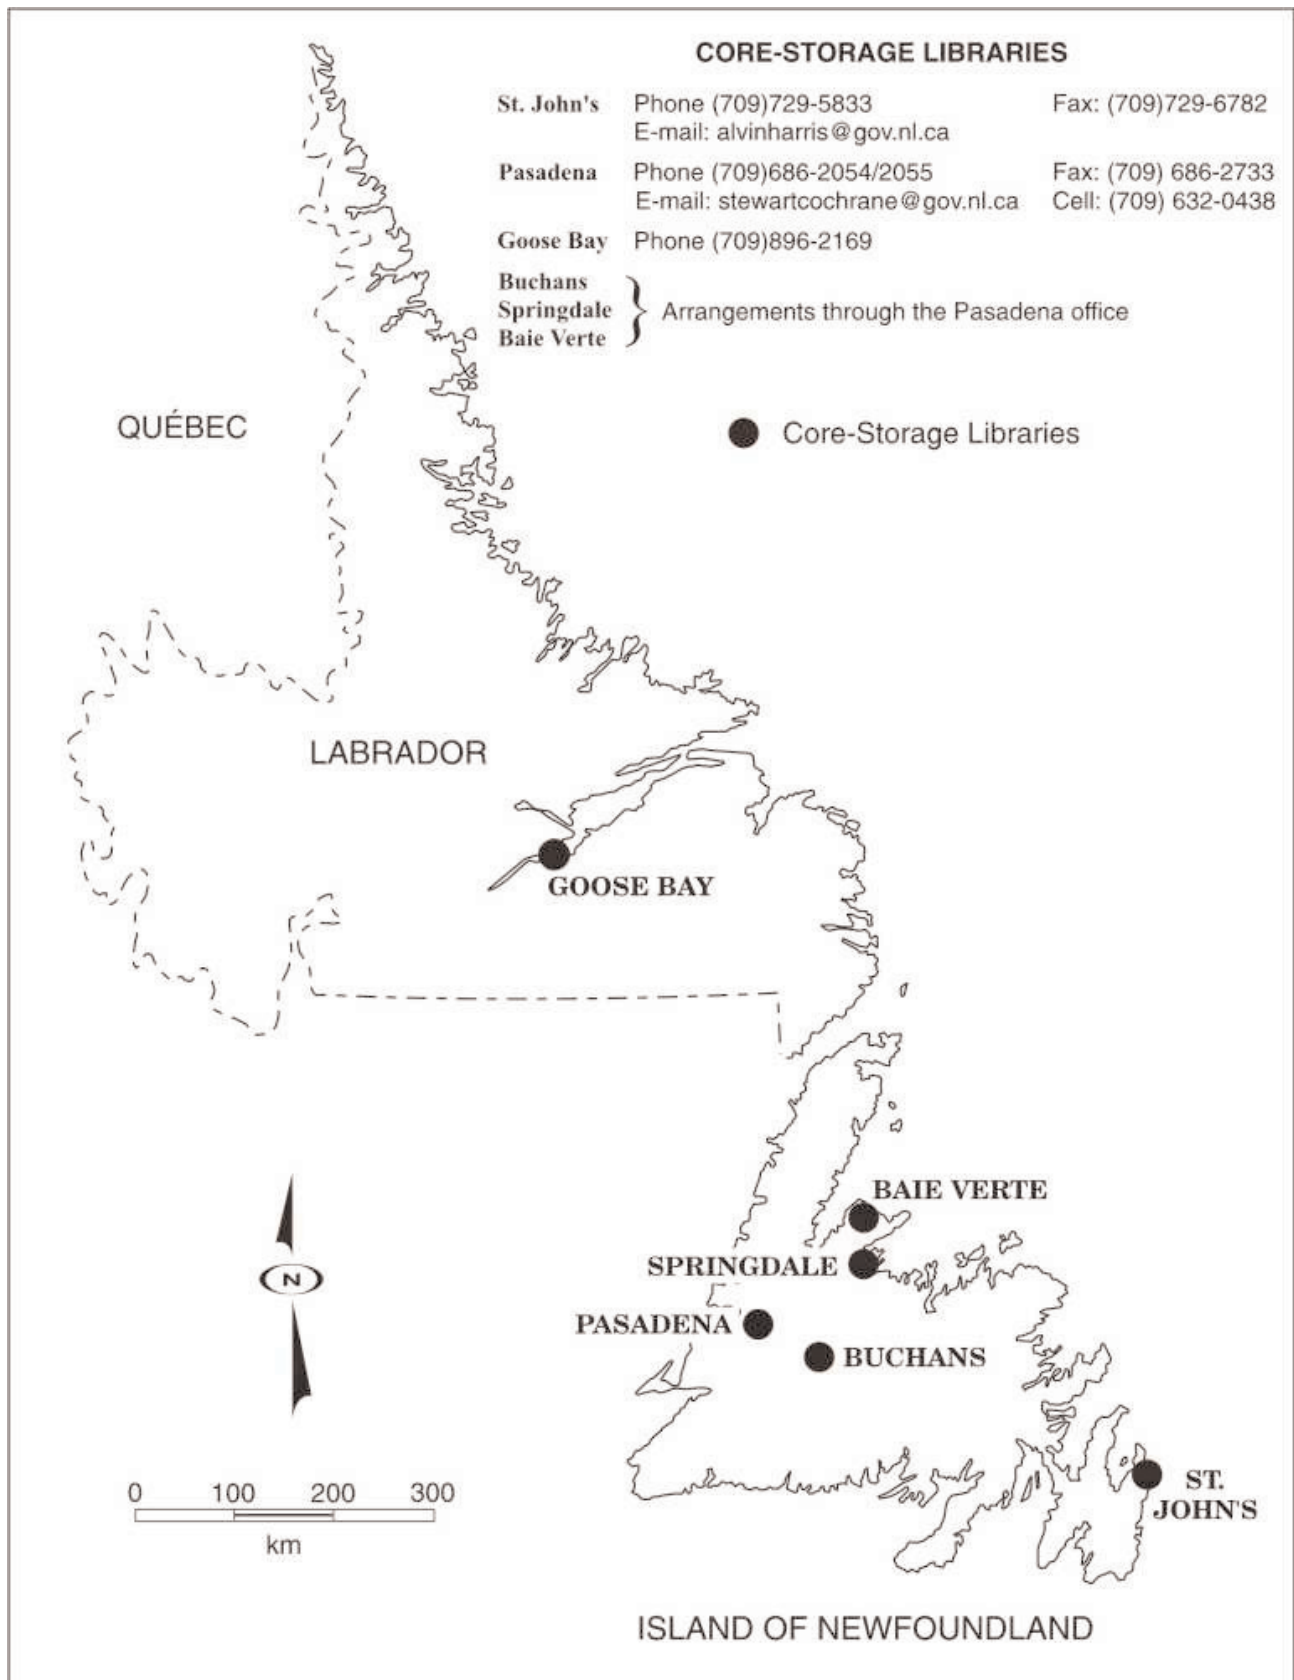 CORE-STORAGE LIBRARIES
St. John's Phone (709)729-5833 Fax: (709)729-6782
E-mail: alvinharris@gov.nl.ca
Pasadena Phone (709)686-2054/2055 Fax: (709) 686-2733
E-mail: stewartcochrane@gov.nl.ca Cell: (709) 632-0438
Goose Bay Phone (709)896-2169
Buchans
Springdale } Arrangements through the Pasadena office
Baie Verte
QUÉBEC
Core-Storage Libraries
LABRADOR
GOOSE BAY
BAIE VERTE
SPRINGDALE
PASADENA
BUCHANS
N
0 100 200 300
km
ST.
JOHN'S
ISLAND OF NEWFOUNDLAND